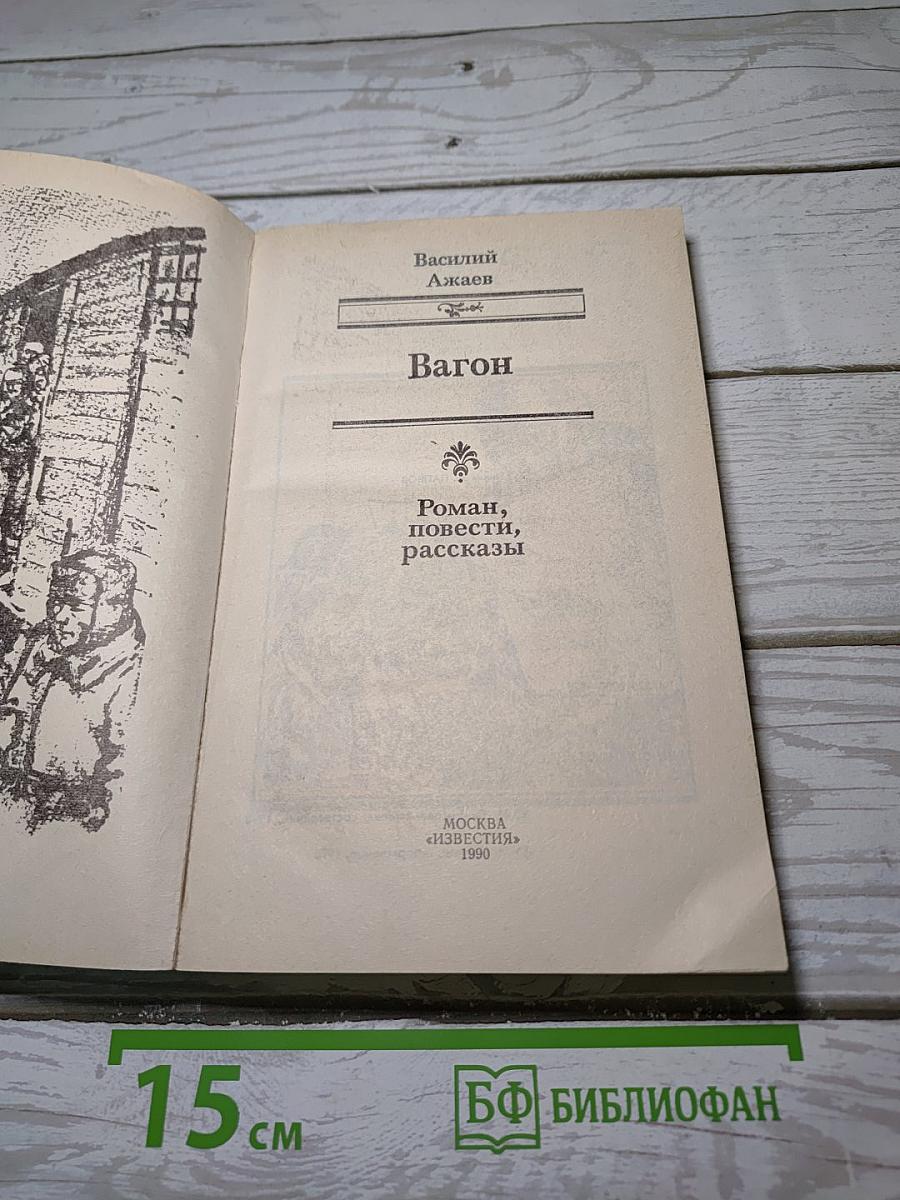 Василий
Ажаев
Вагон
Роман,
повести,
рассказы
МОСКВА
«ИЗВЕСТИЯ»
1990
15 см
БФ БИБЛИОФАН